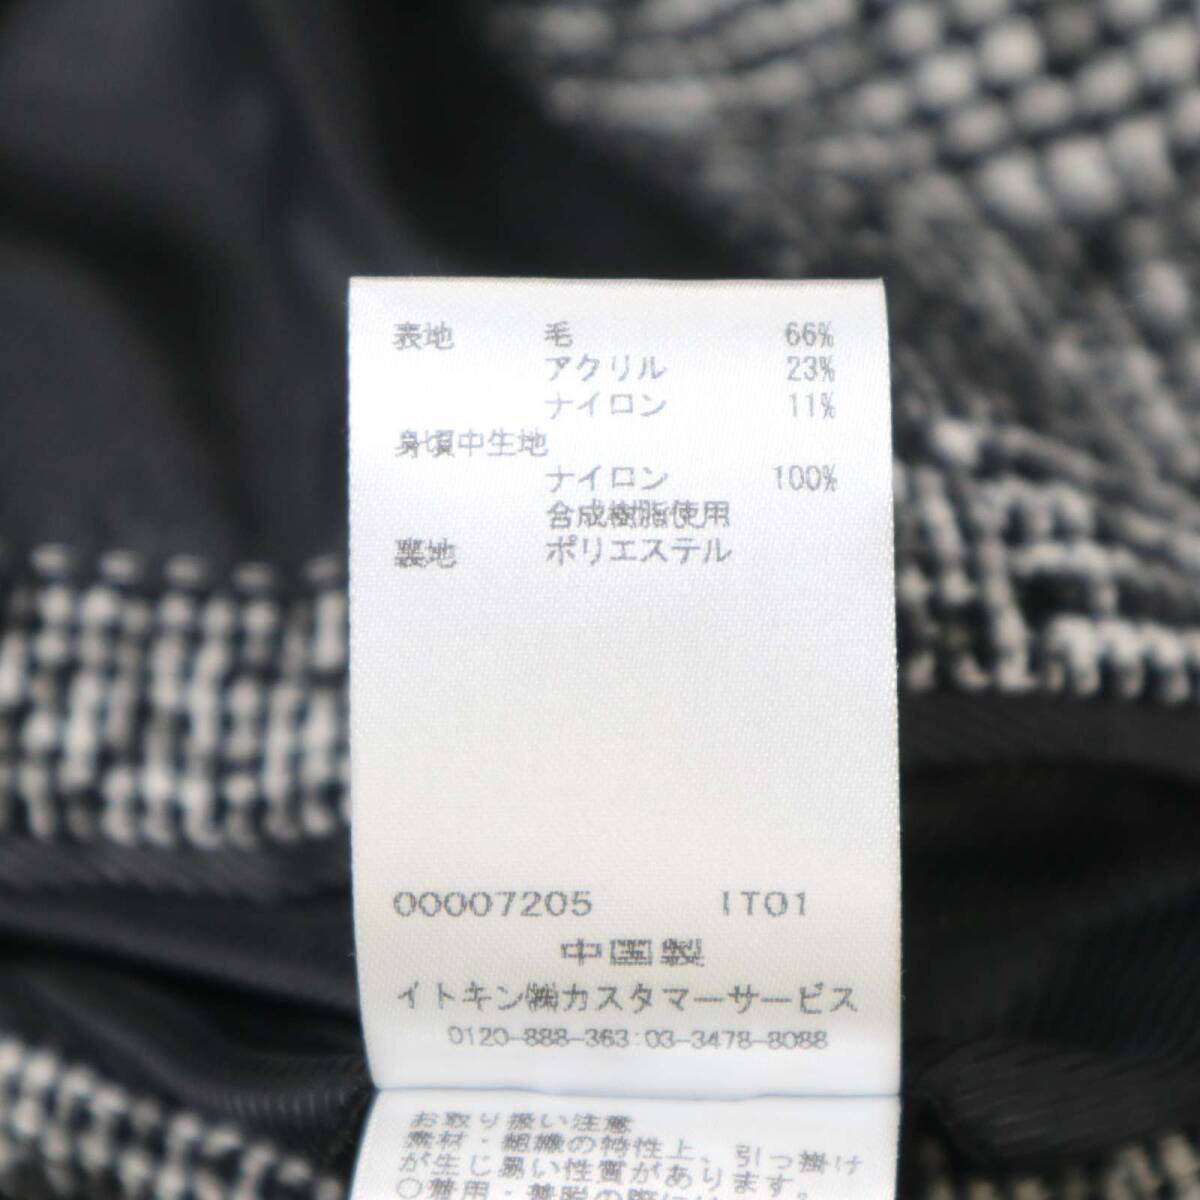 表地 毛 66%
アクリル 23%
ナイロン 11%
身頃中生地
ナイロン 100%
合成樹脂使用
裏地 ポリエステル
00007205 IT01
中国製
イトキン㈱カスタマーサービス
0120-888-363:03-3478-8088
お取り扱い注意
素材・組織の特性上、引っ掛け
が生じ易い性質があります。
○着用・着脱の際には